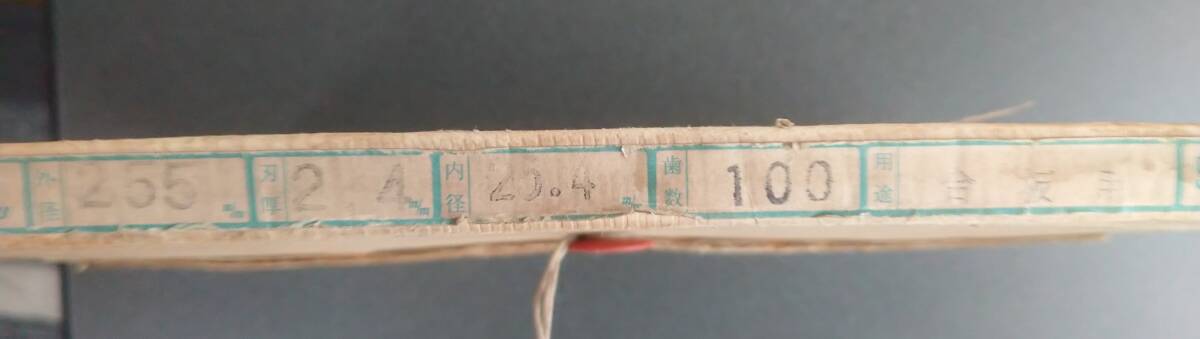 外径 255 m/m 刃厚 2.4 m/m 内径 25.4 m/m 歯数 100 用途 合板用